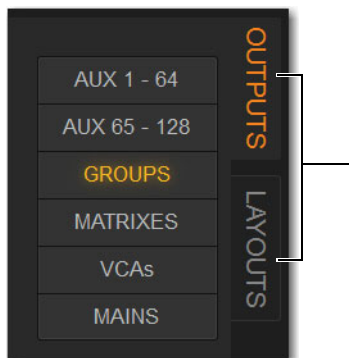 AUX 1 - 64
AUX 65 - 128
GROUPS
MATRIXES
VCAs
MAINS
OUTPUTS
LAYOUTS